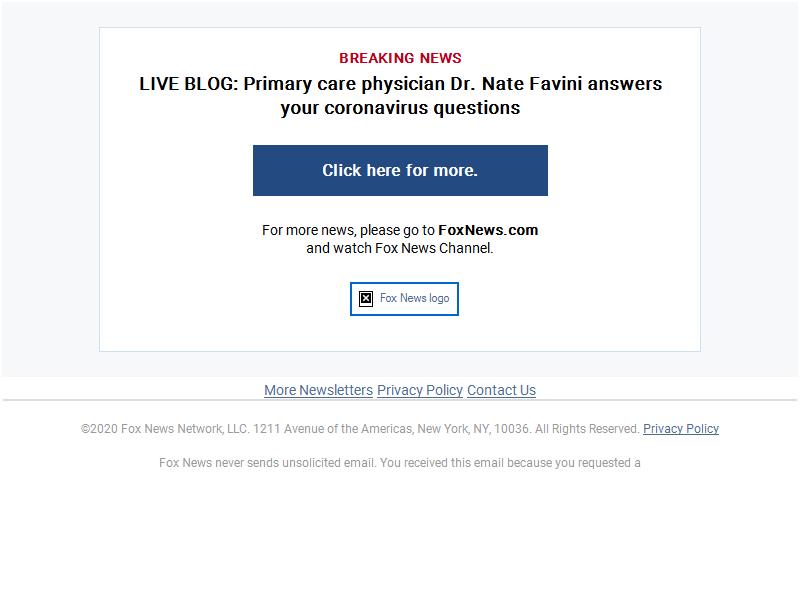 BREAKING NEWS
LIVE BLOG: Primary care physician Dr. Nate Favini answers
your coronavirus questions
Click here for more.
For more news, please go to FoxNews.com
and watch Fox News Channel.
Fox News logo
More Newsletters Privacy Policy Contact Us
©2020 Fox News Network, LLC. 1211 Avenue of the Americas, New York, NY, 10036. All Rights Reserved. Privacy Policy
Fox News never sends unsolicited email. You received this email because you requested a